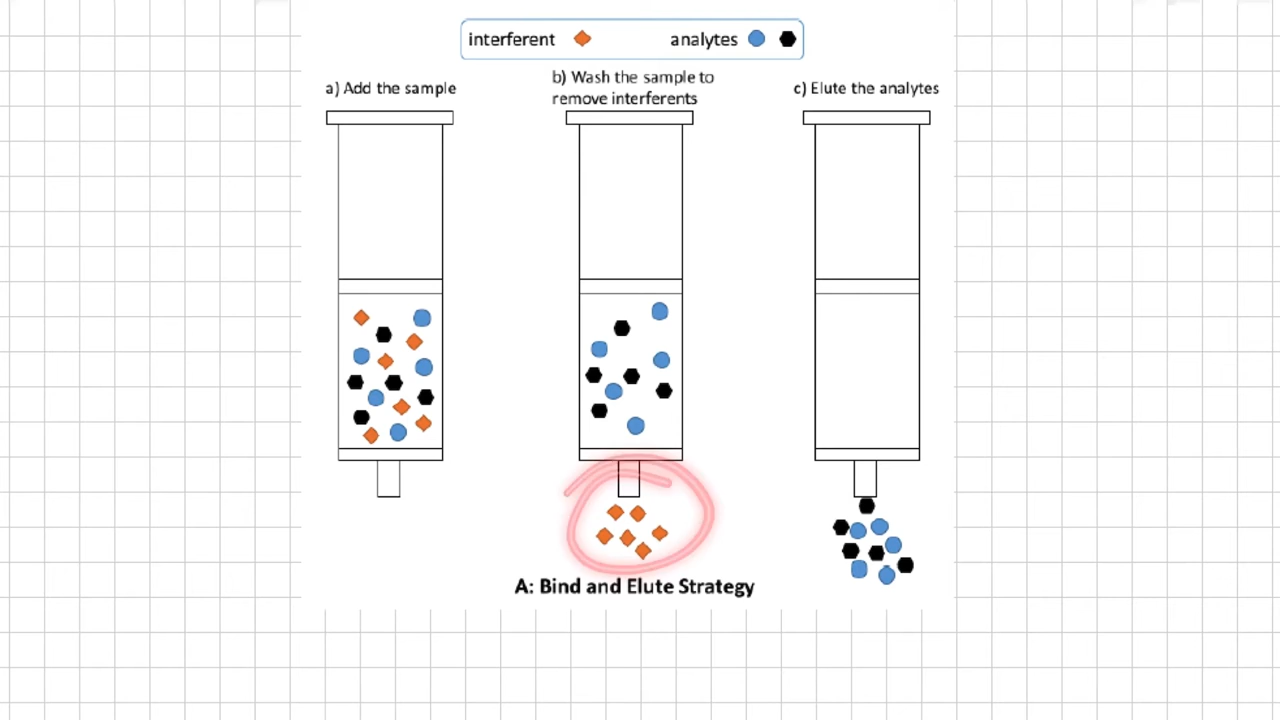 interferent
analytes
a) Add the sample
b) Wash the sample to
remove interferents
c) Elute the analytes
A: Bind and Elute Strategy